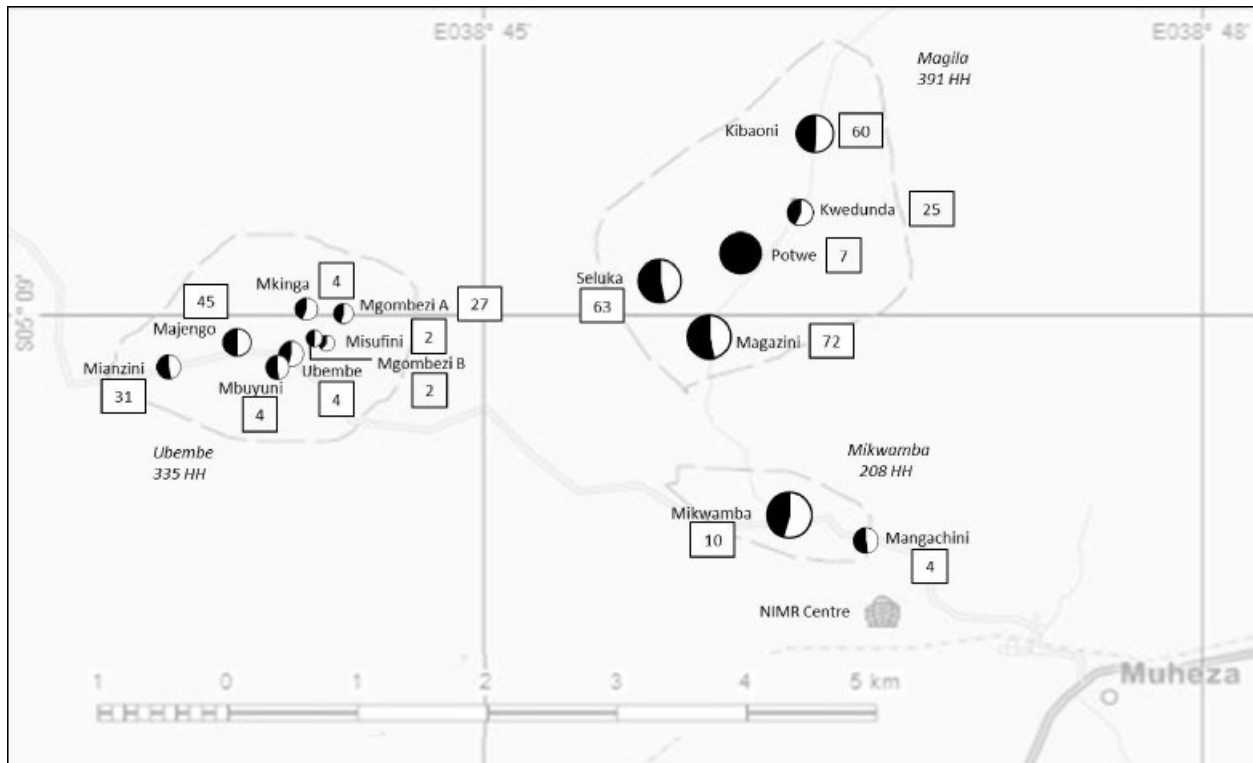 E038° 45′
E038° 48′
Magila
391 HH
Kibaoni
60
Kwedunda
25
Potwe
7
Seluka
63
Magazini
72
S05° 09′
Mkinga
4
45
Mgombezi A
27
Majengo
Misufini
2
Mianzini
31
Mgombezi B
2
Mbuyuni
4
Ubembe
4
Ubembe
335 HH
Mikwamba
208 HH
Mikwamba
10
Mangachini
4
NIMR Centre
Muheza
1 0 1 2 3 4 5 km